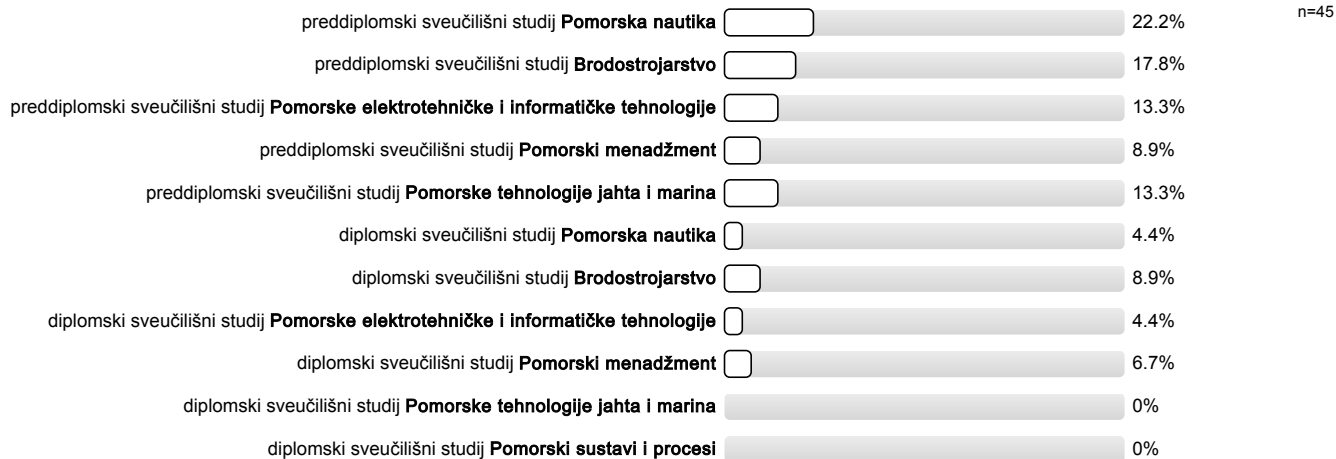 preddiplomski sveučilišni studij Pomorska nautika 22.2% n=45
preddiplomski sveučilišni studij Brodostrojarstvo 17.8%
preddiplomski sveučilišni studij Pomorske elektrotehničke i informatičke tehnologije 13.3%
preddiplomski sveučilišni studij Pomorski menadžment 8.9%
preddiplomski sveučilišni studij Pomorske tehnologije jahta i marina 13.3%
diplomski sveučilišni studij Pomorska nautika 4.4%
diplomski sveučilišni studij Brodostrojarstvo 8.9%
diplomski sveučilišni studij Pomorske elektrotehničke i informatičke tehnologije 4.4%
diplomski sveučilišni studij Pomorski menadžment 6.7%
diplomski sveučilišni studij Pomorske tehnologije jahta i marina 0%
diplomski sveučilišni studij Pomorski sustavi i procesi 0%